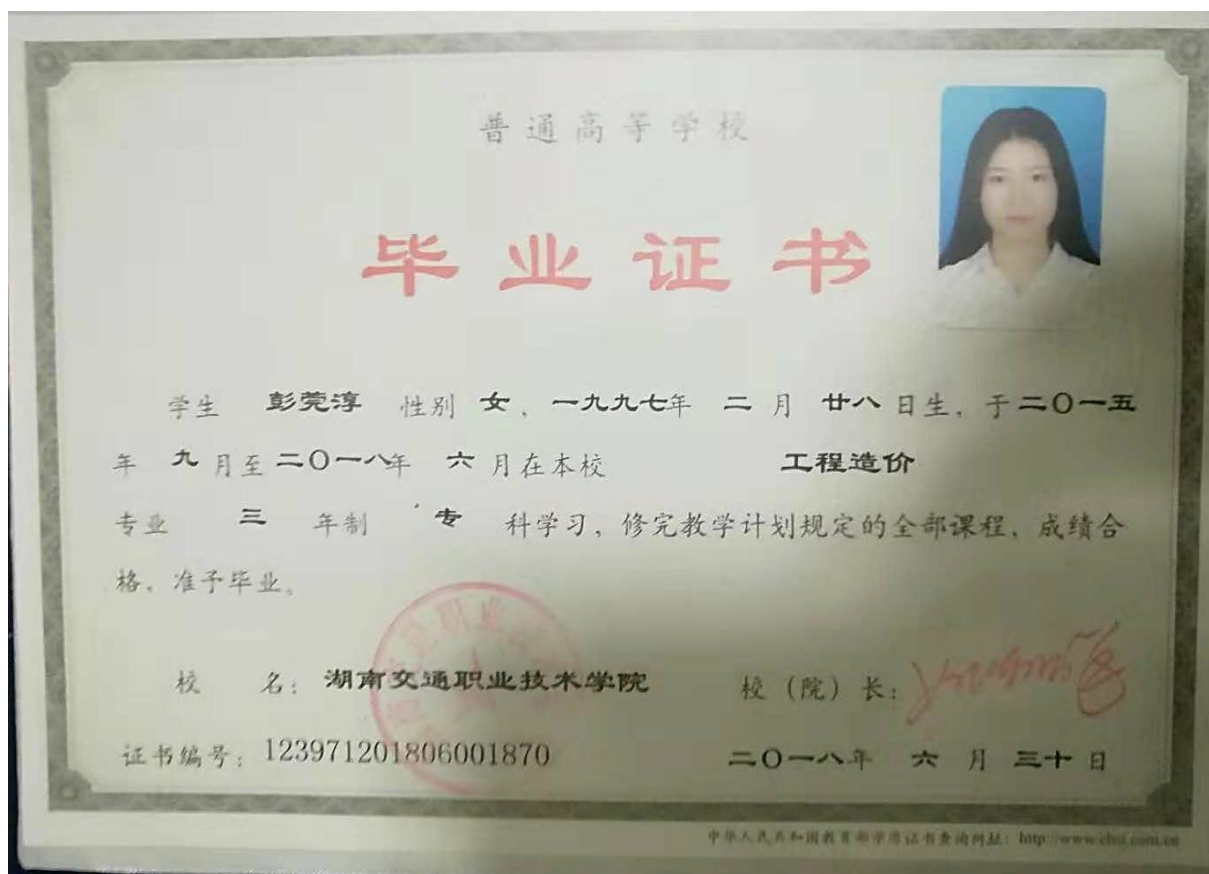 普通高等学校
毕业证书
学生 彭莞淳 性别 女，一九九七年 二 月 廿八 日生，于二〇一五
年 九 月至二〇一八年 六 月在本校 工程造价
专业 三 年制 专 科学习，修完教学计划规定的全部课程，成绩合
格，准予毕业。
校 名：湖南交通职业技术学院 校（院）长：
证书编号：123971201806001870 二〇一八年 六 月 三十 日
中华人民共和国教育部学历证书查询网址：http://www.chsi.com.cn